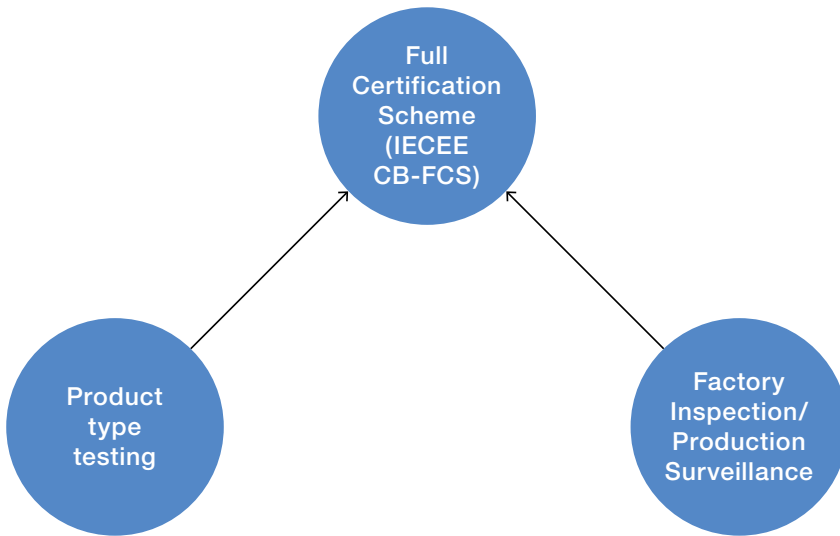 Full
Certification
Scheme
(IECEE
CB-FCS)
Product
type
testing
Factory
Inspection/
Production
Surveillance